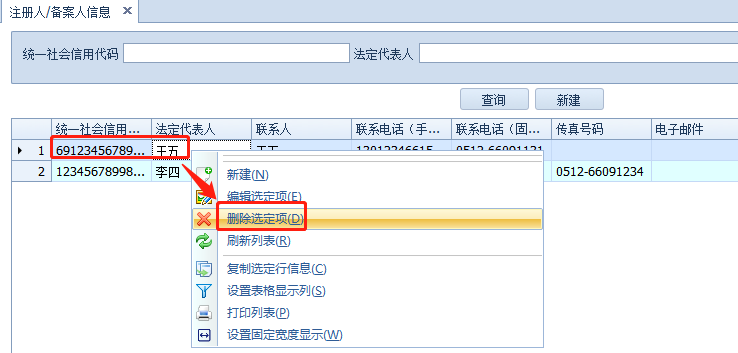 注册人/备案人信息
统一社会信用代码 法定代表人
查询 新建
统一社会信用... 法定代表人 联系人 联系电话（手... 联系电话（固... 传真号码 电子邮件
1 69123456789... 王五
2 12345678998... 李四 0512-66091234
新建(N)
编辑选定项(E)
删除选定项(D)
刷新列表(R)
复制选定行信息(C)
设置表格显示列(S)
打印列表(P)
设置固定宽度显示(W)